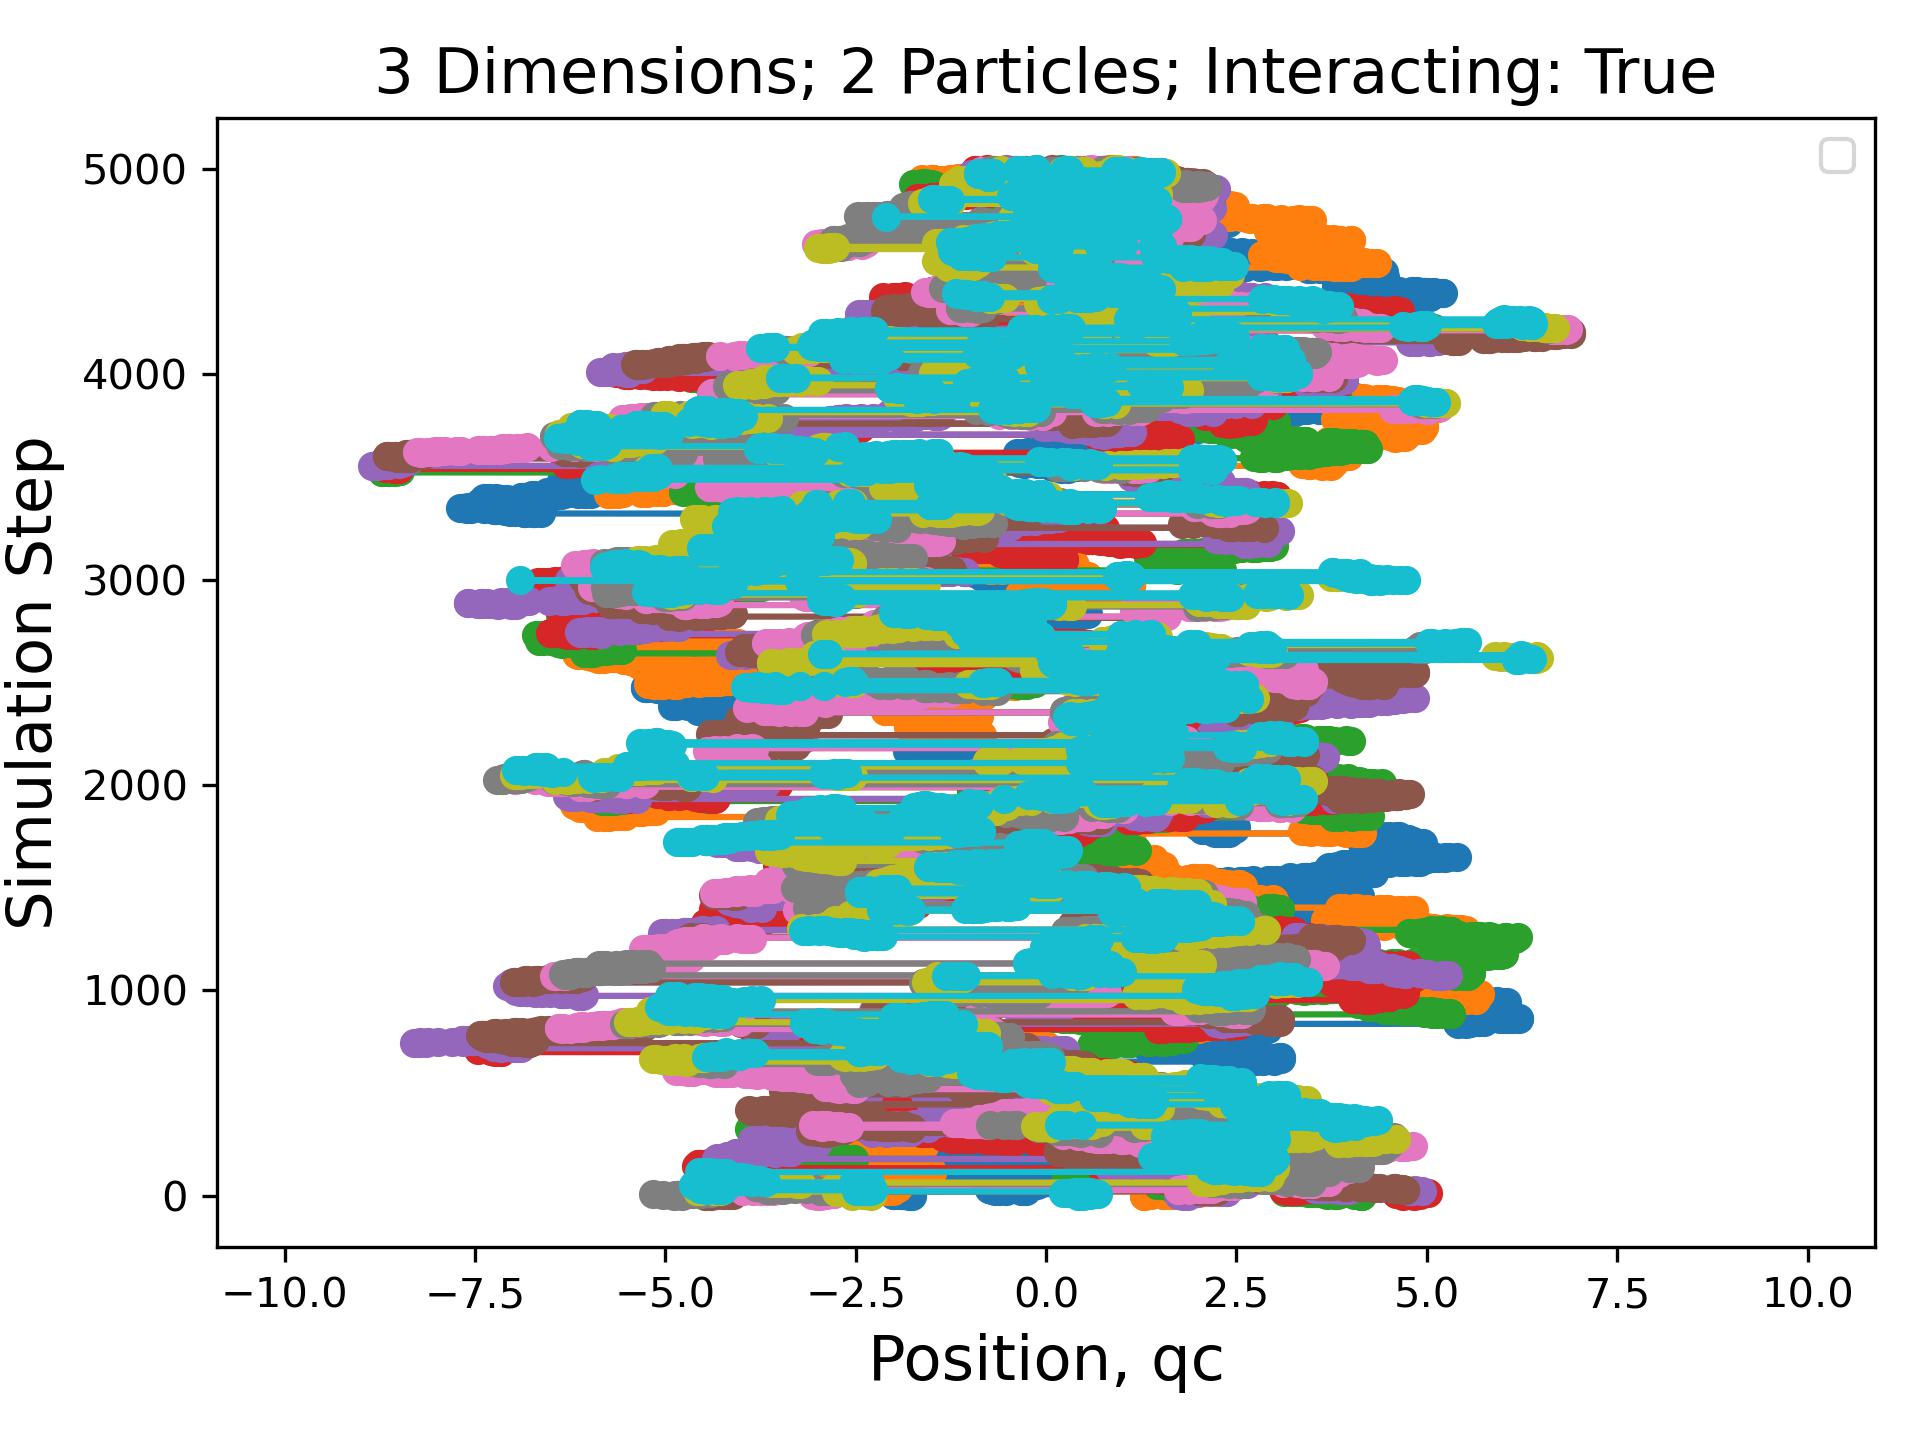 3 Dimensions; 2 Particles; Interacting: True
Simulation Step
5000
4000
3000
2000
1000
0
−10.0 −7.5 −5.0 −2.5 0.0 2.5 5.0 7.5 10.0
Position, qc